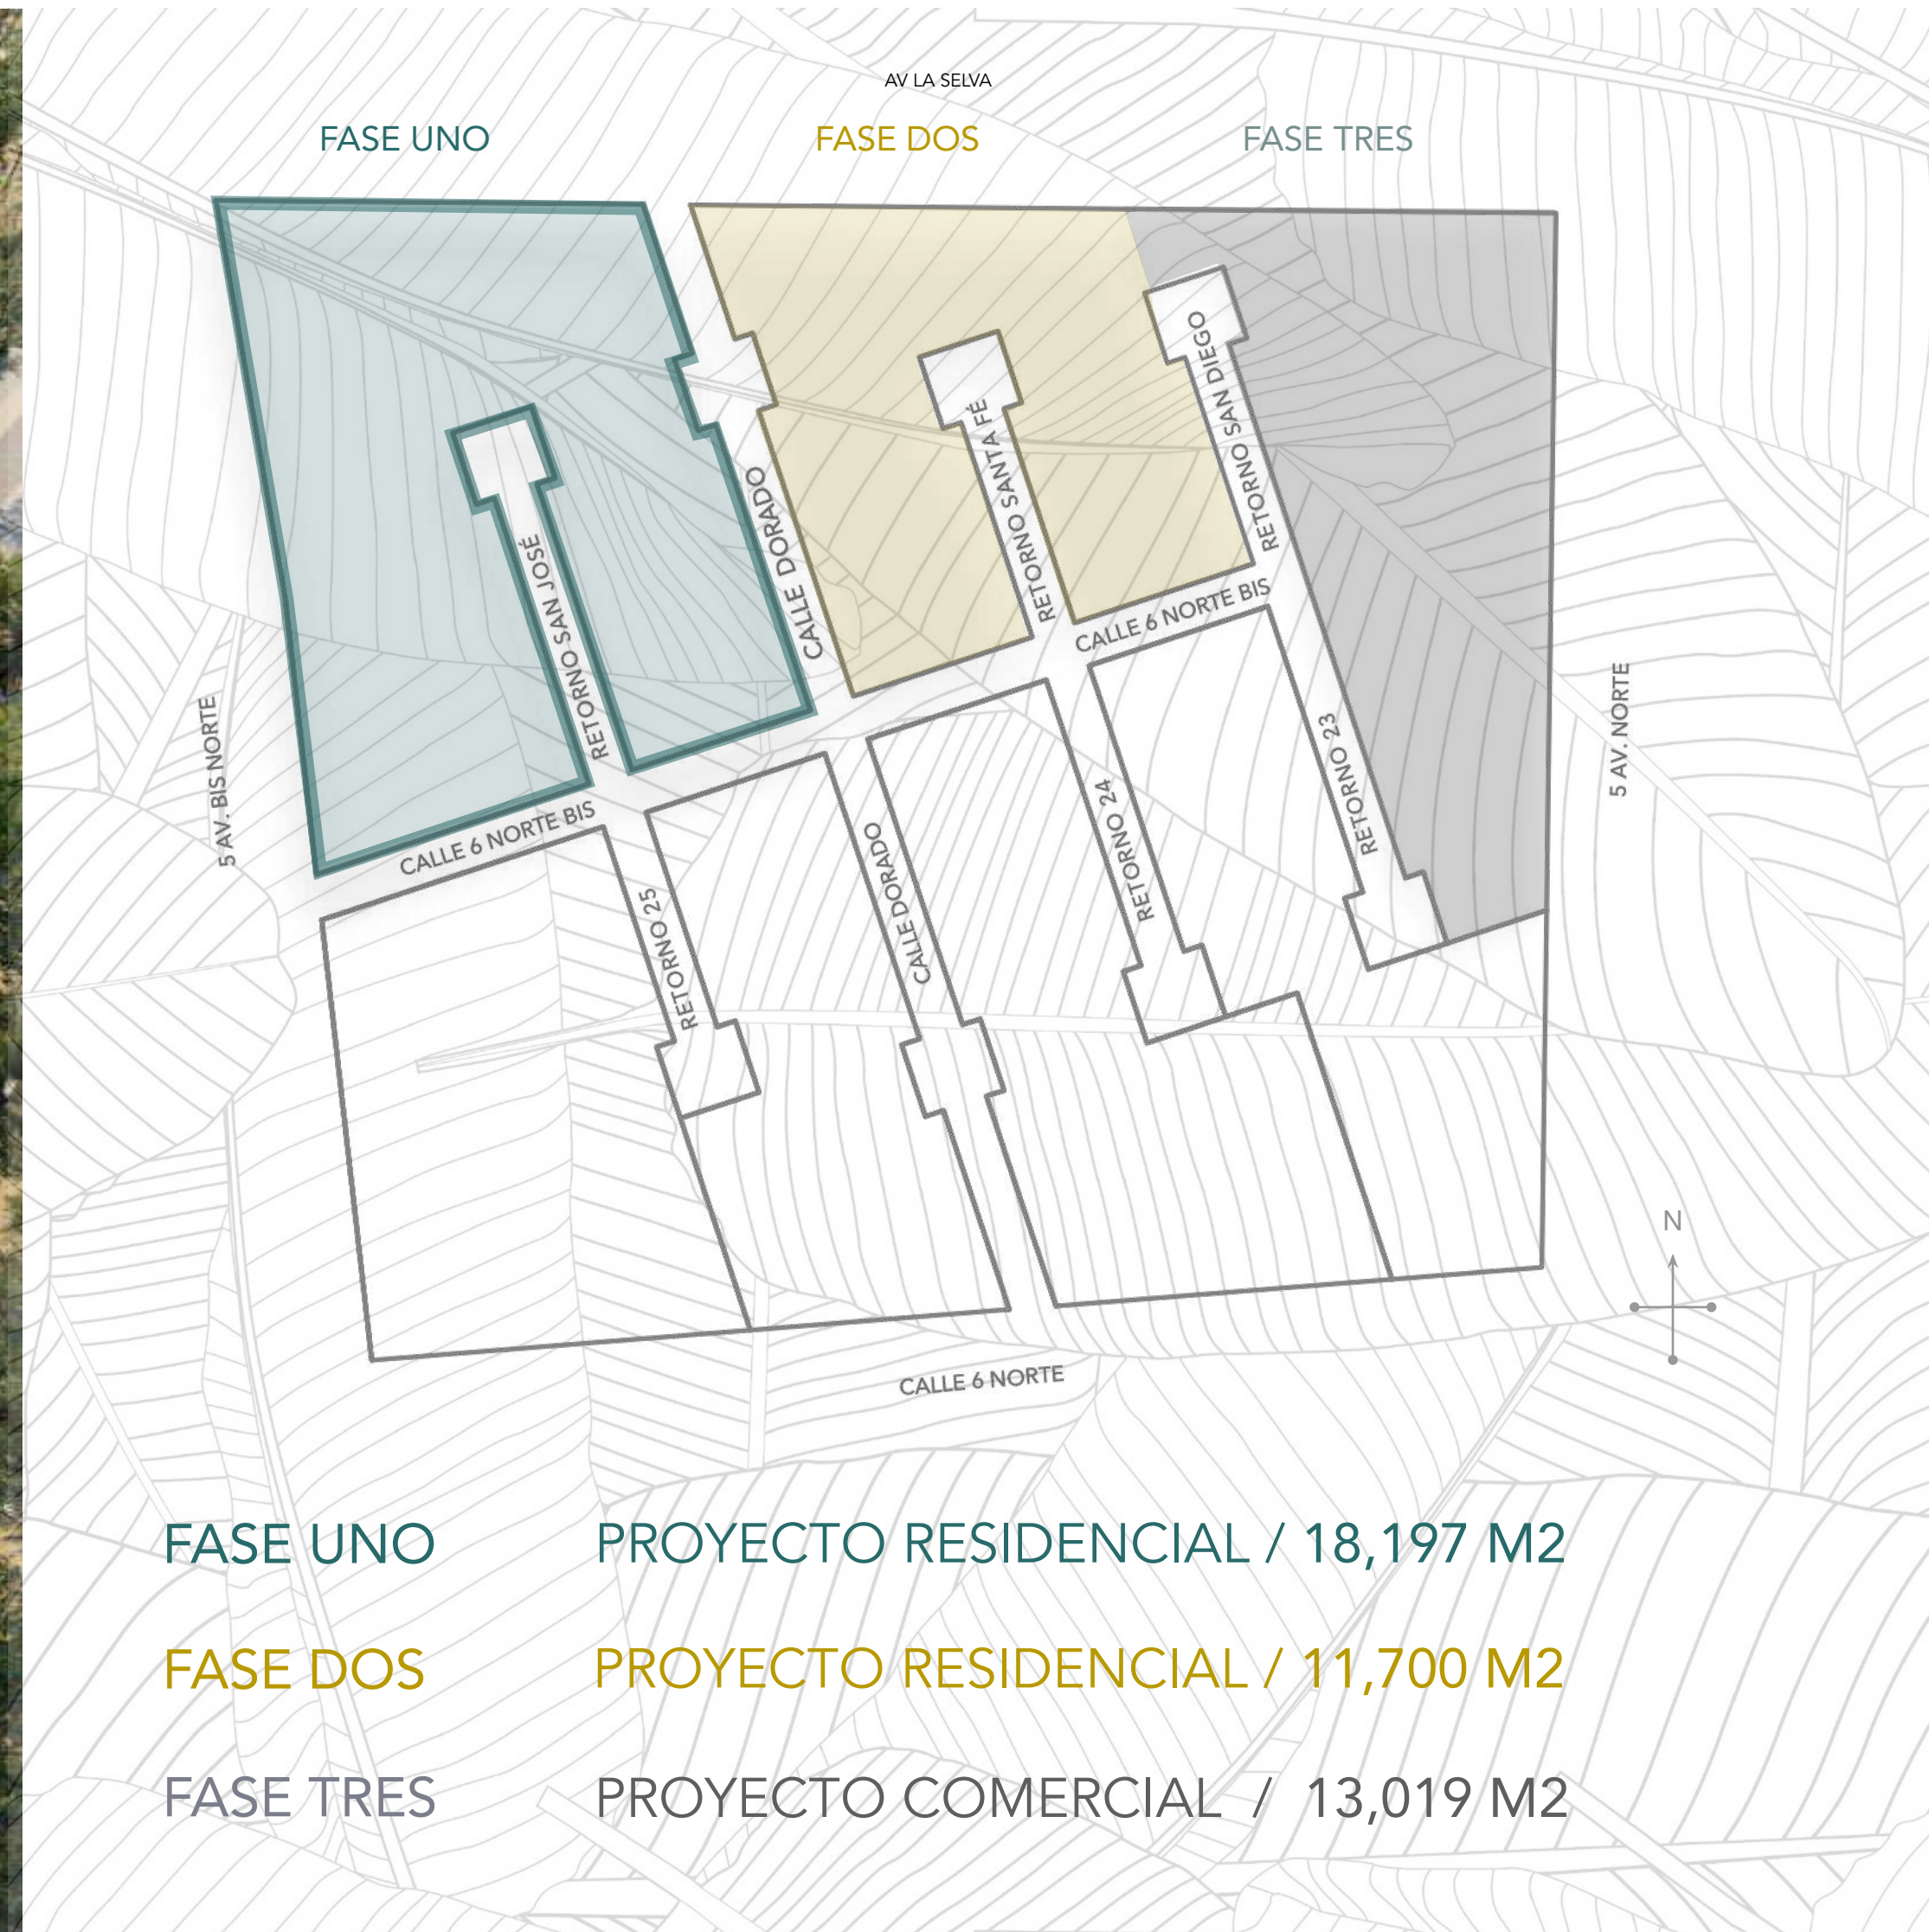 AV LA SELVA
FASE UNO
FASE DOS
FASE TRES
RETORNO SAN DIEGO
RETORNO SANTA FÉ
CALLE DORADO
RETORNO SAN JOSÉ
CALLE 6 NORTE BIS
5 AV. BIS NORTE
5 AV. NORTE
RETORNO 23
RETORNO 24
CALLE 6 NORTE BIS
CALLE DORADO
RETORNO 25
N
CALLE 6 NORTE
FASE UNO PROYECTO RESIDENCIAL / 18,197 M2
FASE DOS PROYECTO RESIDENCIAL / 11,700 M2
FASE TRES PROYECTO COMERCIAL / 13,019 M2